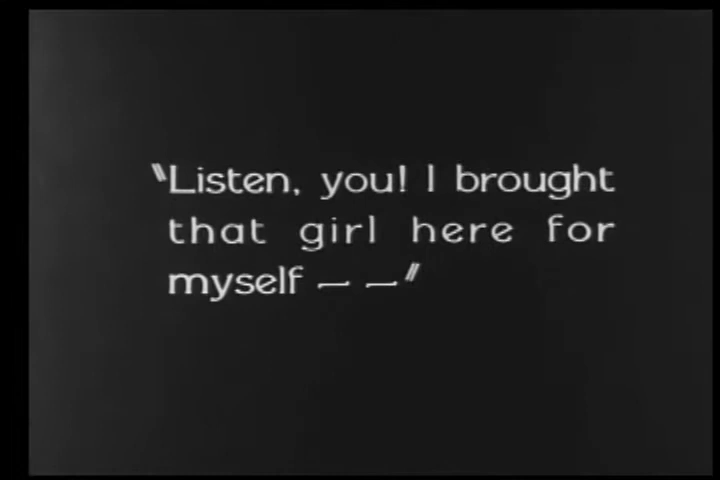 "Listen, you! I brought
that girl here for
myself — —"